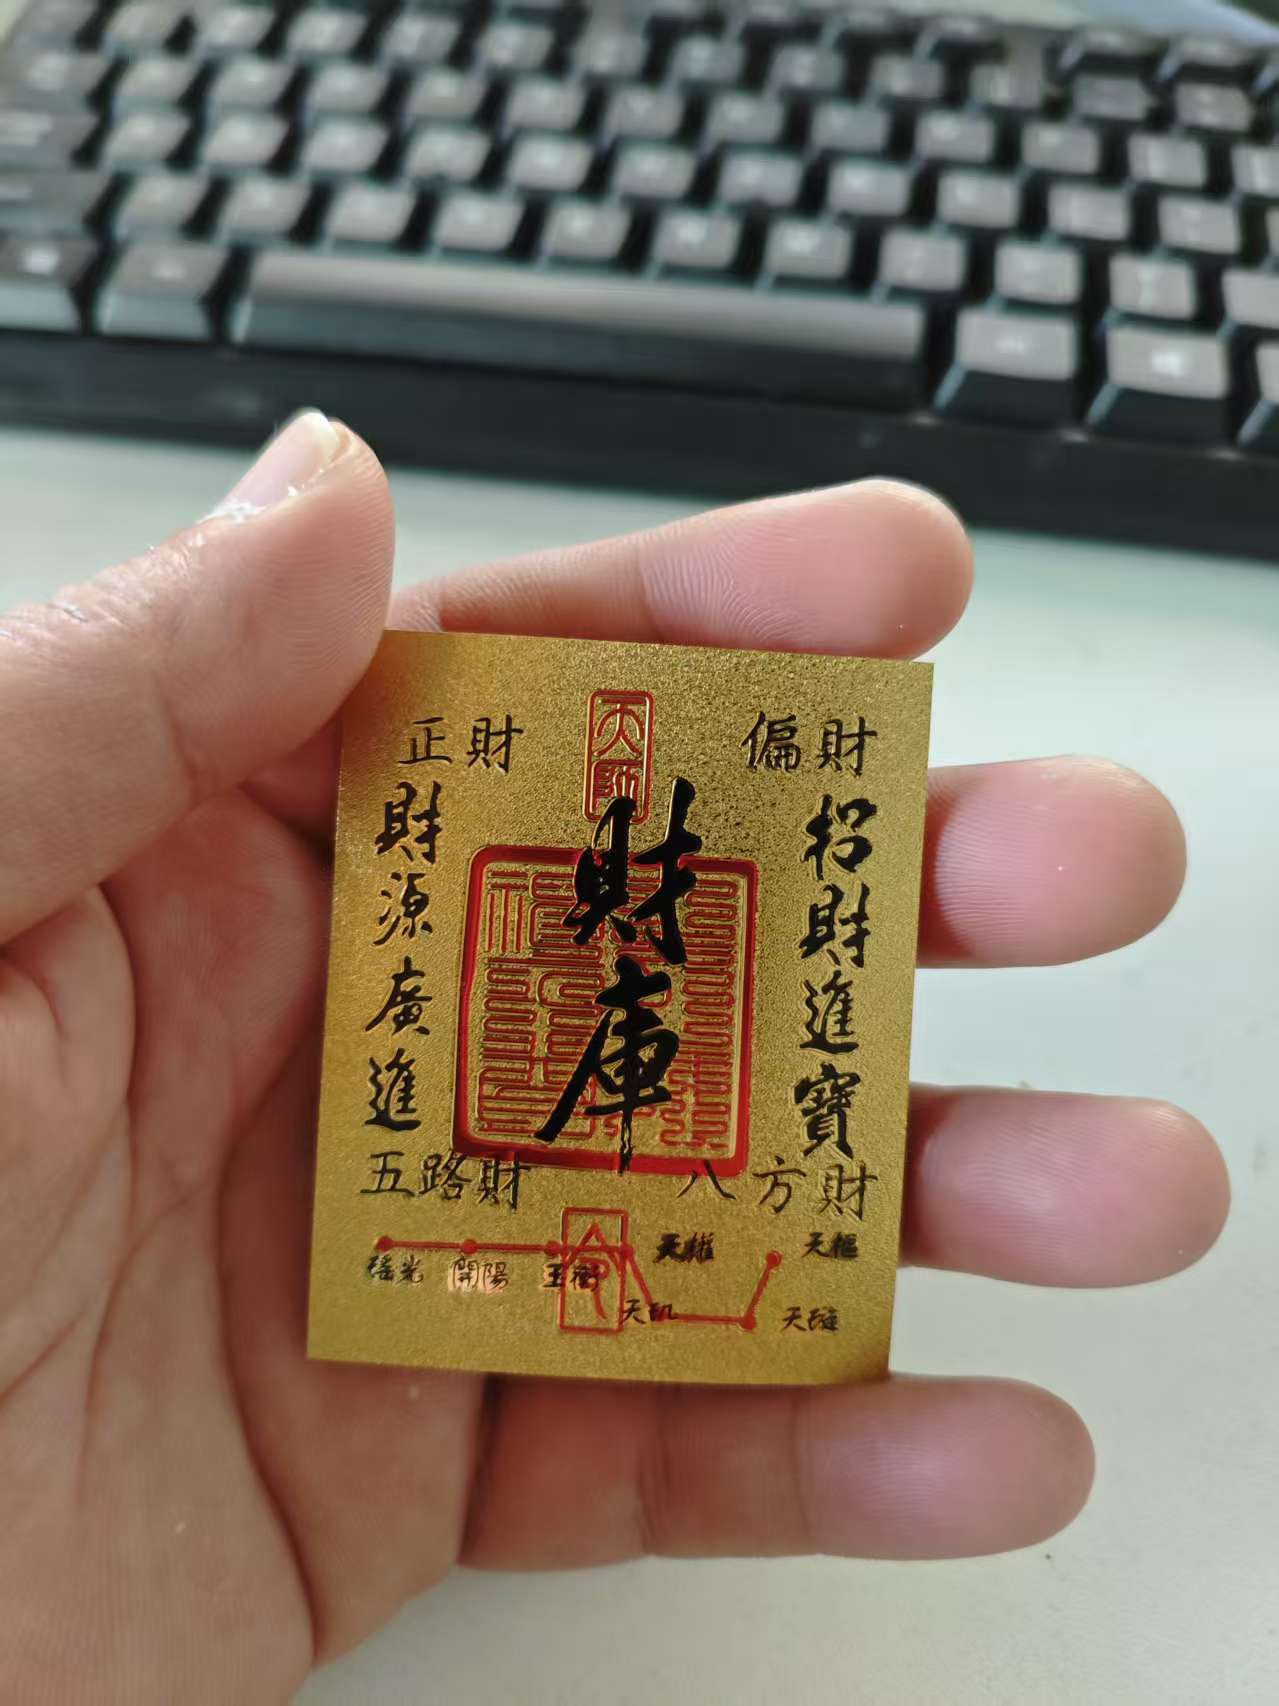 天師
正財
偏財
招財進寶
財庫
財源廣進
五路財
八方財
瑤光
開陽
玉衡
天權
天璣
天璇
天樞